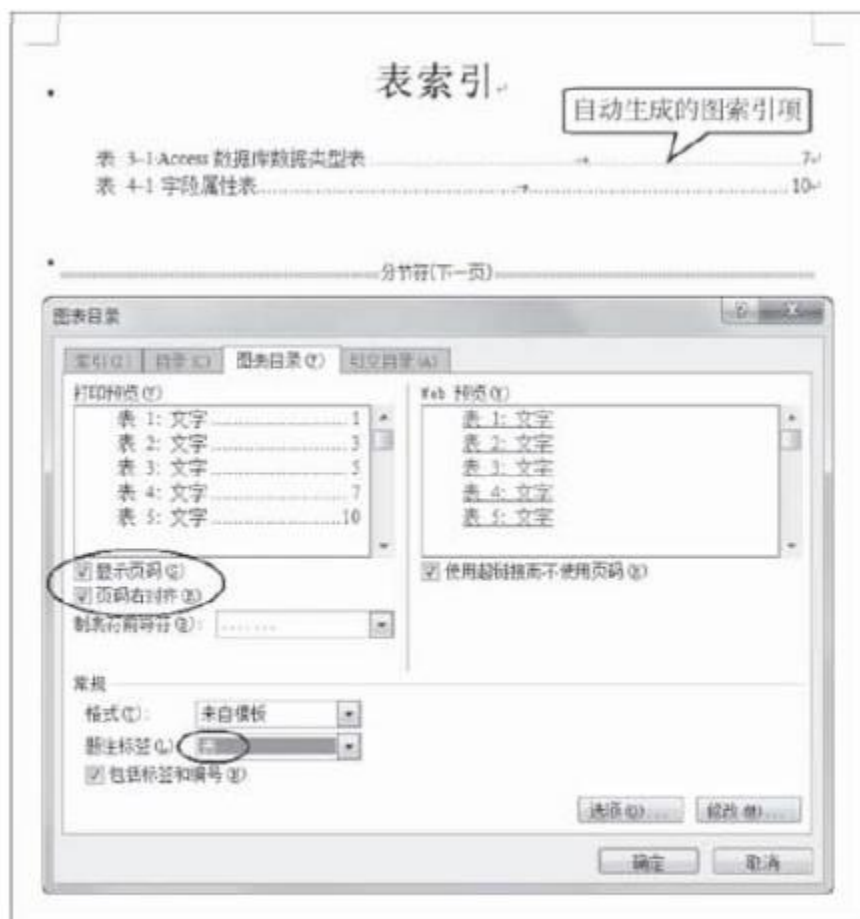 表索引
自动生成的图索引项
表 3-1 Access 数据库数据类型表 7
表 4-1 字段属性表 10
分节符(下一页)
图表目录
索引(X) 目录(C) 图表目录(F) 引文目录(A)
打印预览(V)
表 1: 文字 1
表 2: 文字 3
表 3: 文字 5
表 4: 文字 7
表 5: 文字 10
Web 预览(W)
表 1: 文字
表 2: 文字
表 3: 文字
表 4: 文字
表 5: 文字
显示页码(S)
页码右对齐(R)
使用超链接而不使用页码(H)
制表符前导符(B): .......
常规
格式(T): 来自模板
题注标签(L): 表
包括标签和编号(N)
选项(O)... 修改(M)...
确定 取消